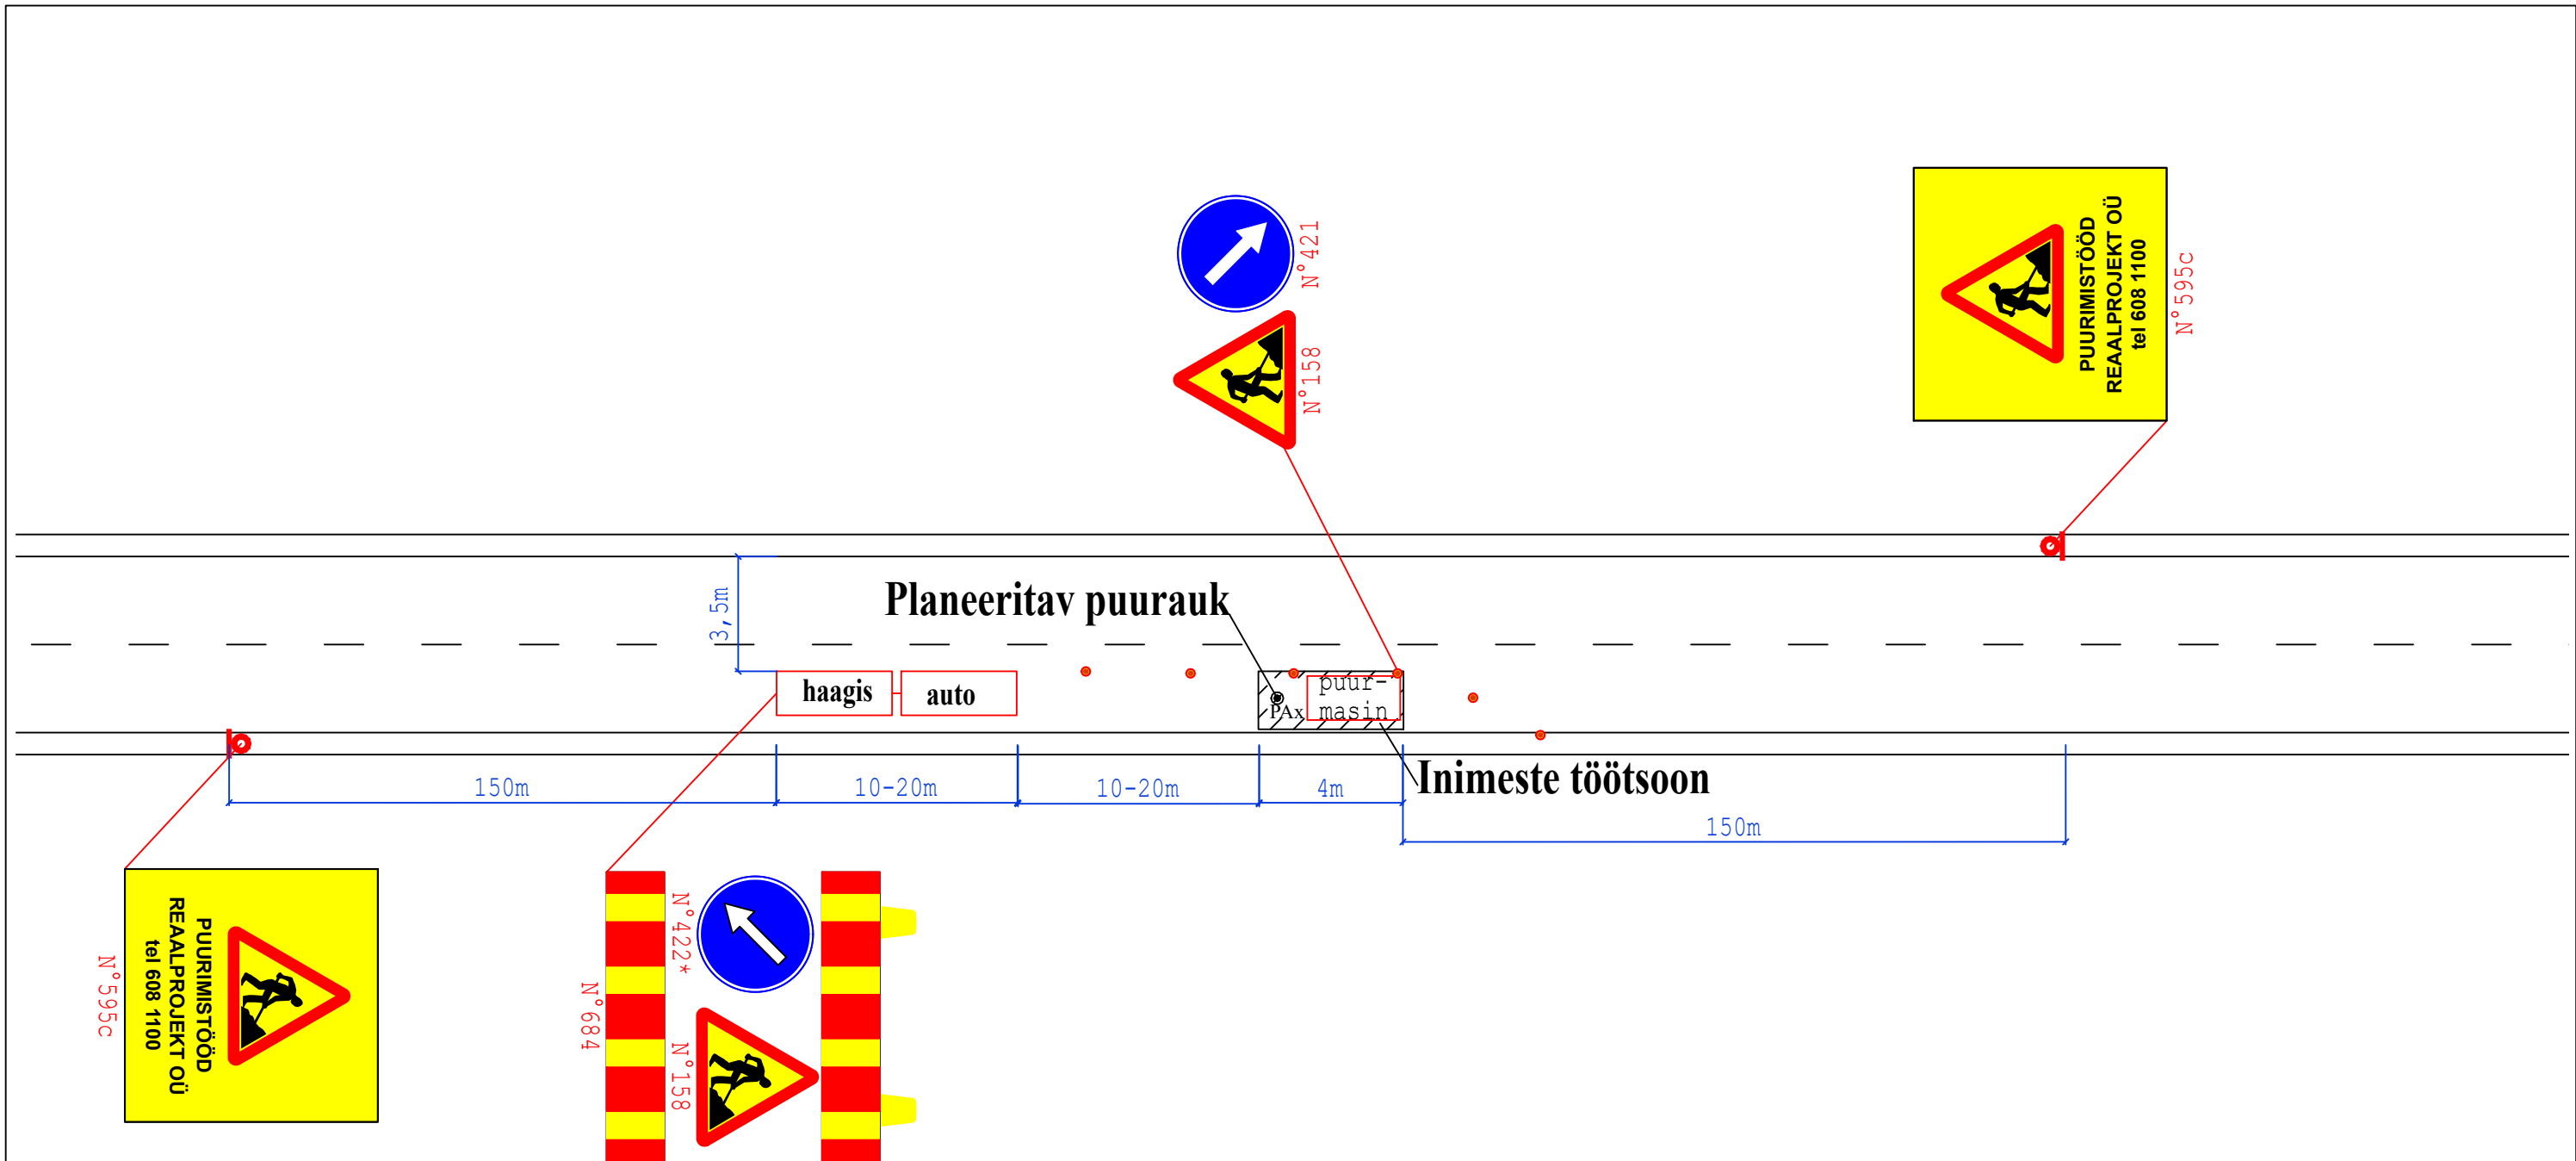 N°421
N°158
PUURIMISTÖÖD
REAALPROJEKT OÜ
tel 608 1100
N°595c
3,5m
Planeeritav puurauk
haagis
auto
puur-
masin
PAx
Inimeste töötsoon
150m
10-20m
10-20m
4m
150m
PUURIMISTÖÖD
REAALPROJEKT OÜ
tel 608 1100
N°595c
N°684
N°422*
N°158